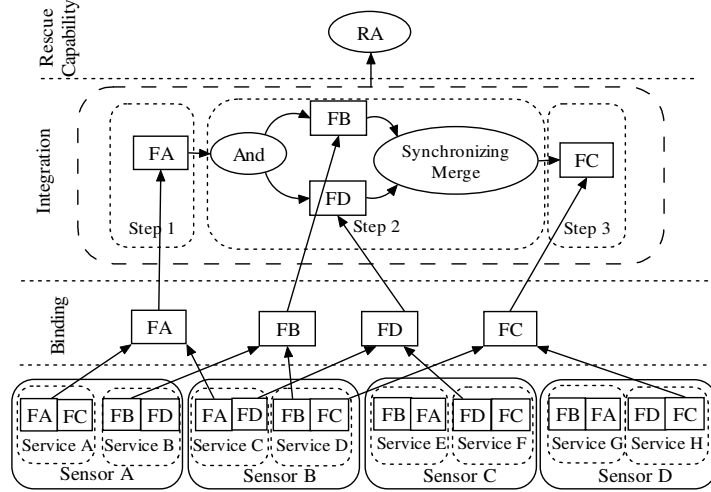 Rescue
Capability
RA
Integration
FA
And
FB
FD
Synchronizing
Merge
FC
Step 1
Step 2
Step 3
Binding
FA
FB
FD
FC
FA FC
FB FD
FA FD
FB FC
FB FA
FD FC
FB FA
FD FC
Service A
Service B
Service C
Service D
Service E
Service F
Service G
Service H
Sensor A
Sensor B
Sensor C
Sensor D